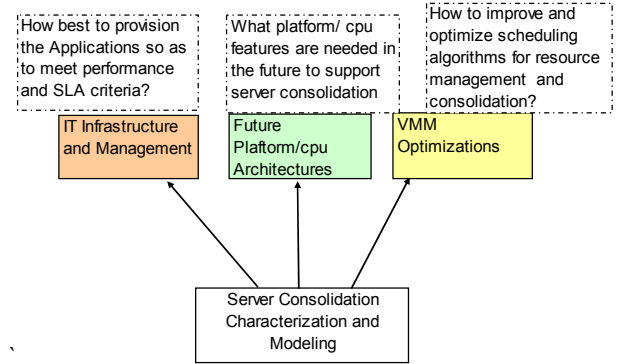 How best to provision
the Applications so as
to meet performance
and SLA criteria?
What platform/ cpu
features are needed in
the future to support
server consolidation
How to improve and
optimize scheduling
algorithms for resource
management and
consolidation?
IT Infrastructure
and Management
Future
Plaftorm/cpu
Architectures
VMM
Optimizations
Server Consolidation
Characterization and
Modeling
`